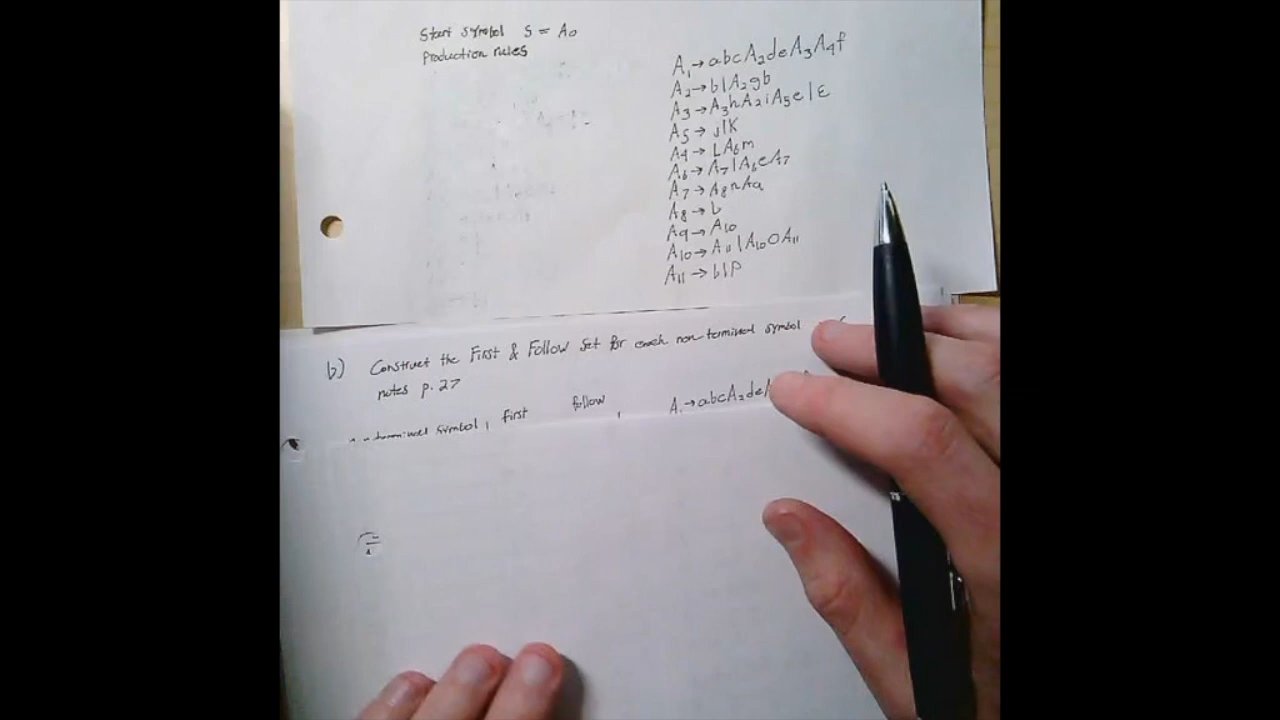 Start symbol S = A₀
Production rules
A₁ → abcA₂deA₃A₄f
A₂ → b|A₂gb
A₃ → A₃hA₂iA₅e|ε
A₅ → j|K
A₄ → LA₆m
A₆ → A₇|A₆eA₇
A₇ → A₈nA₉
A₈ → b
A₉ → A₁₀
A₁₀ → A₁₁|A₁₀OA₁₁
A₁₁ → b|p
b) Construct the First & Follow Set for each non terminal symbol
notes p. 27
symbol, first follow
A₁ → abcA₂de